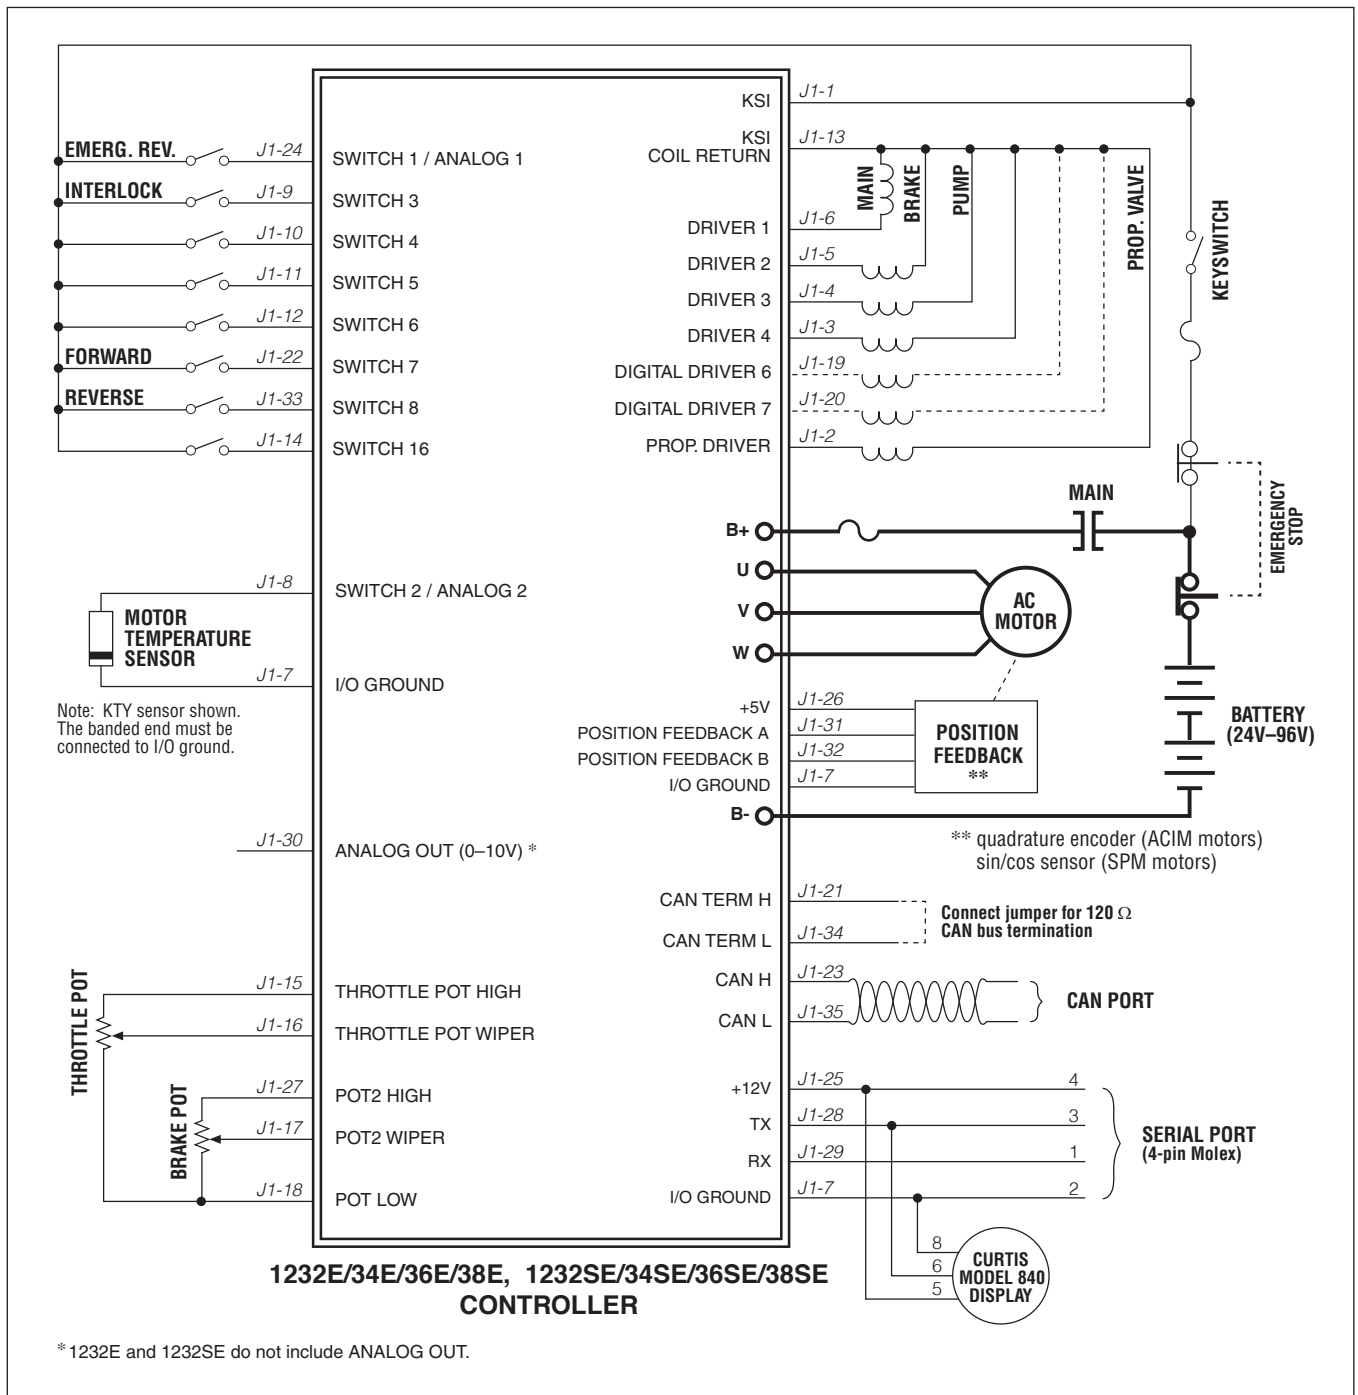 KSI
J1-1
KSI
COIL RETURN
J1-13
EMERG. REV.
J1-24
SWITCH 1 / ANALOG 1
INTERLOCK
J1-9
SWITCH 3
J1-10
SWITCH 4
J1-11
SWITCH 5
J1-12
SWITCH 6
FORWARD
J1-22
SWITCH 7
REVERSE
J1-33
SWITCH 8
J1-14
SWITCH 16
MAIN
BRAKE
PUMP
PROP. VALVE
KEYSWITCH
DRIVER 1
J1-6
DRIVER 2
J1-5
DRIVER 3
J1-4
DRIVER 4
J1-3
DIGITAL DRIVER 6
J1-19
DIGITAL DRIVER 7
J1-20
PROP. DRIVER
J1-2
MAIN
EMERGENCY
STOP
B+
U
V
W
AC
MOTOR
J1-8
SWITCH 2 / ANALOG 2
MOTOR
TEMPERATURE
SENSOR
J1-7
I/O GROUND
Note: KTY sensor shown.
The banded end must be
connected to I/O ground.
+5V
J1-26
POSITION FEEDBACK A
J1-31
POSITION FEEDBACK B
J1-32
I/O GROUND
J1-7
POSITION
FEEDBACK
**
BATTERY
(24V–96V)
B-
** quadrature encoder (ACIM motors)
sin/cos sensor (SPM motors)
J1-30
ANALOG OUT (0–10V) *
CAN TERM H
J1-21
CAN TERM L
J1-34
Connect jumper for 120 Ω
CAN bus termination
CAN H
J1-23
CAN L
J1-35
CAN PORT
THROTTLE POT
J1-15
THROTTLE POT HIGH
J1-16
THROTTLE POT WIPER
BRAKE POT
J1-27
POT2 HIGH
J1-17
POT2 WIPER
J1-18
POT LOW
+12V
J1-25
4
TX
J1-28
3
RX
J1-29
1
I/O GROUND
J1-7
2
SERIAL PORT
(4-pin Molex)
8
6
5
CURTIS
MODEL 840
DISPLAY
1232E/34E/36E/38E, 1232SE/34SE/36SE/38SE
CONTROLLER
* 1232E and 1232SE do not include ANALOG OUT.